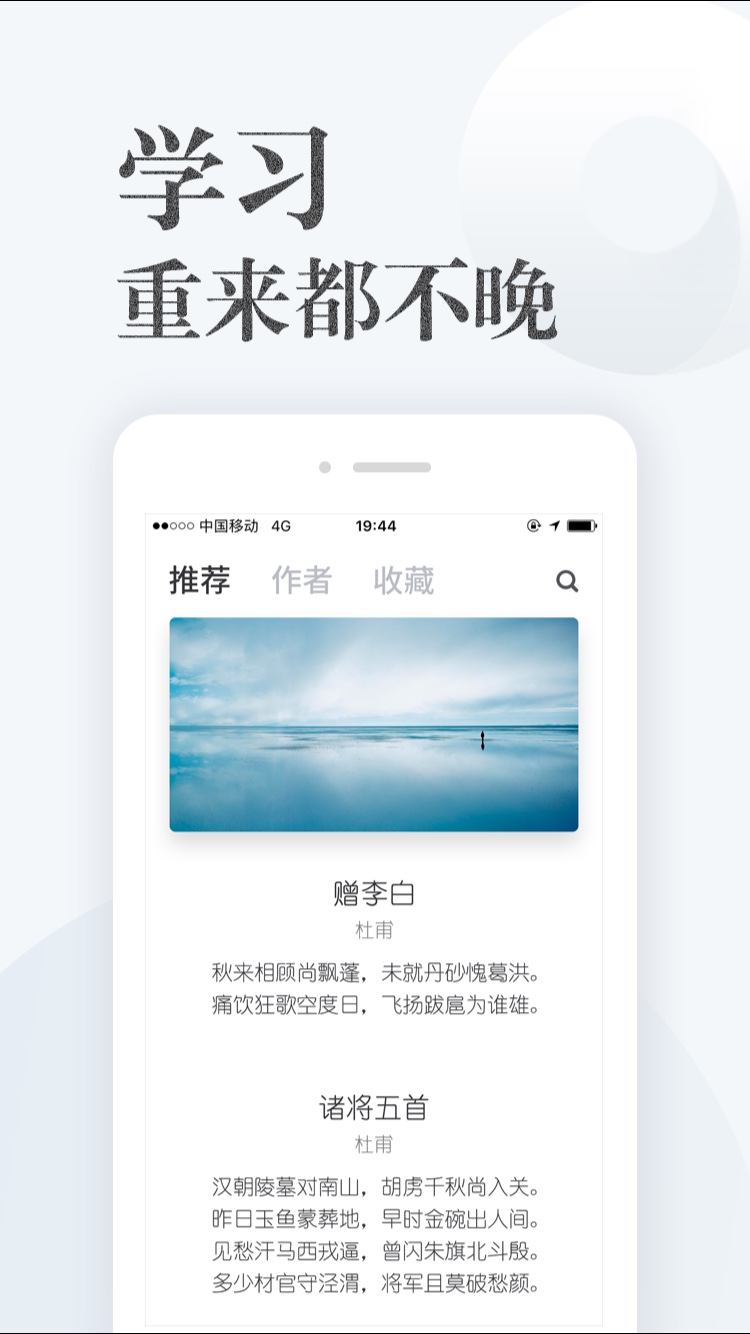 学习
重来都不晚
中国移动 4G 19:44
推荐 作者 收藏
赠李白
杜甫
秋来相顾尚飘蓬，未就丹砂愧葛洪。
痛饮狂歌空度日，飞扬跋扈为谁雄。
诸将五首
杜甫
汉朝陵墓对南山，胡虏千秋尚入关。
昨日玉鱼蒙葬地，早时金碗出人间。
见愁汗马西戎逼，曾闪朱旗北斗殷。
多少材官守泾渭，将军且莫破愁颜。